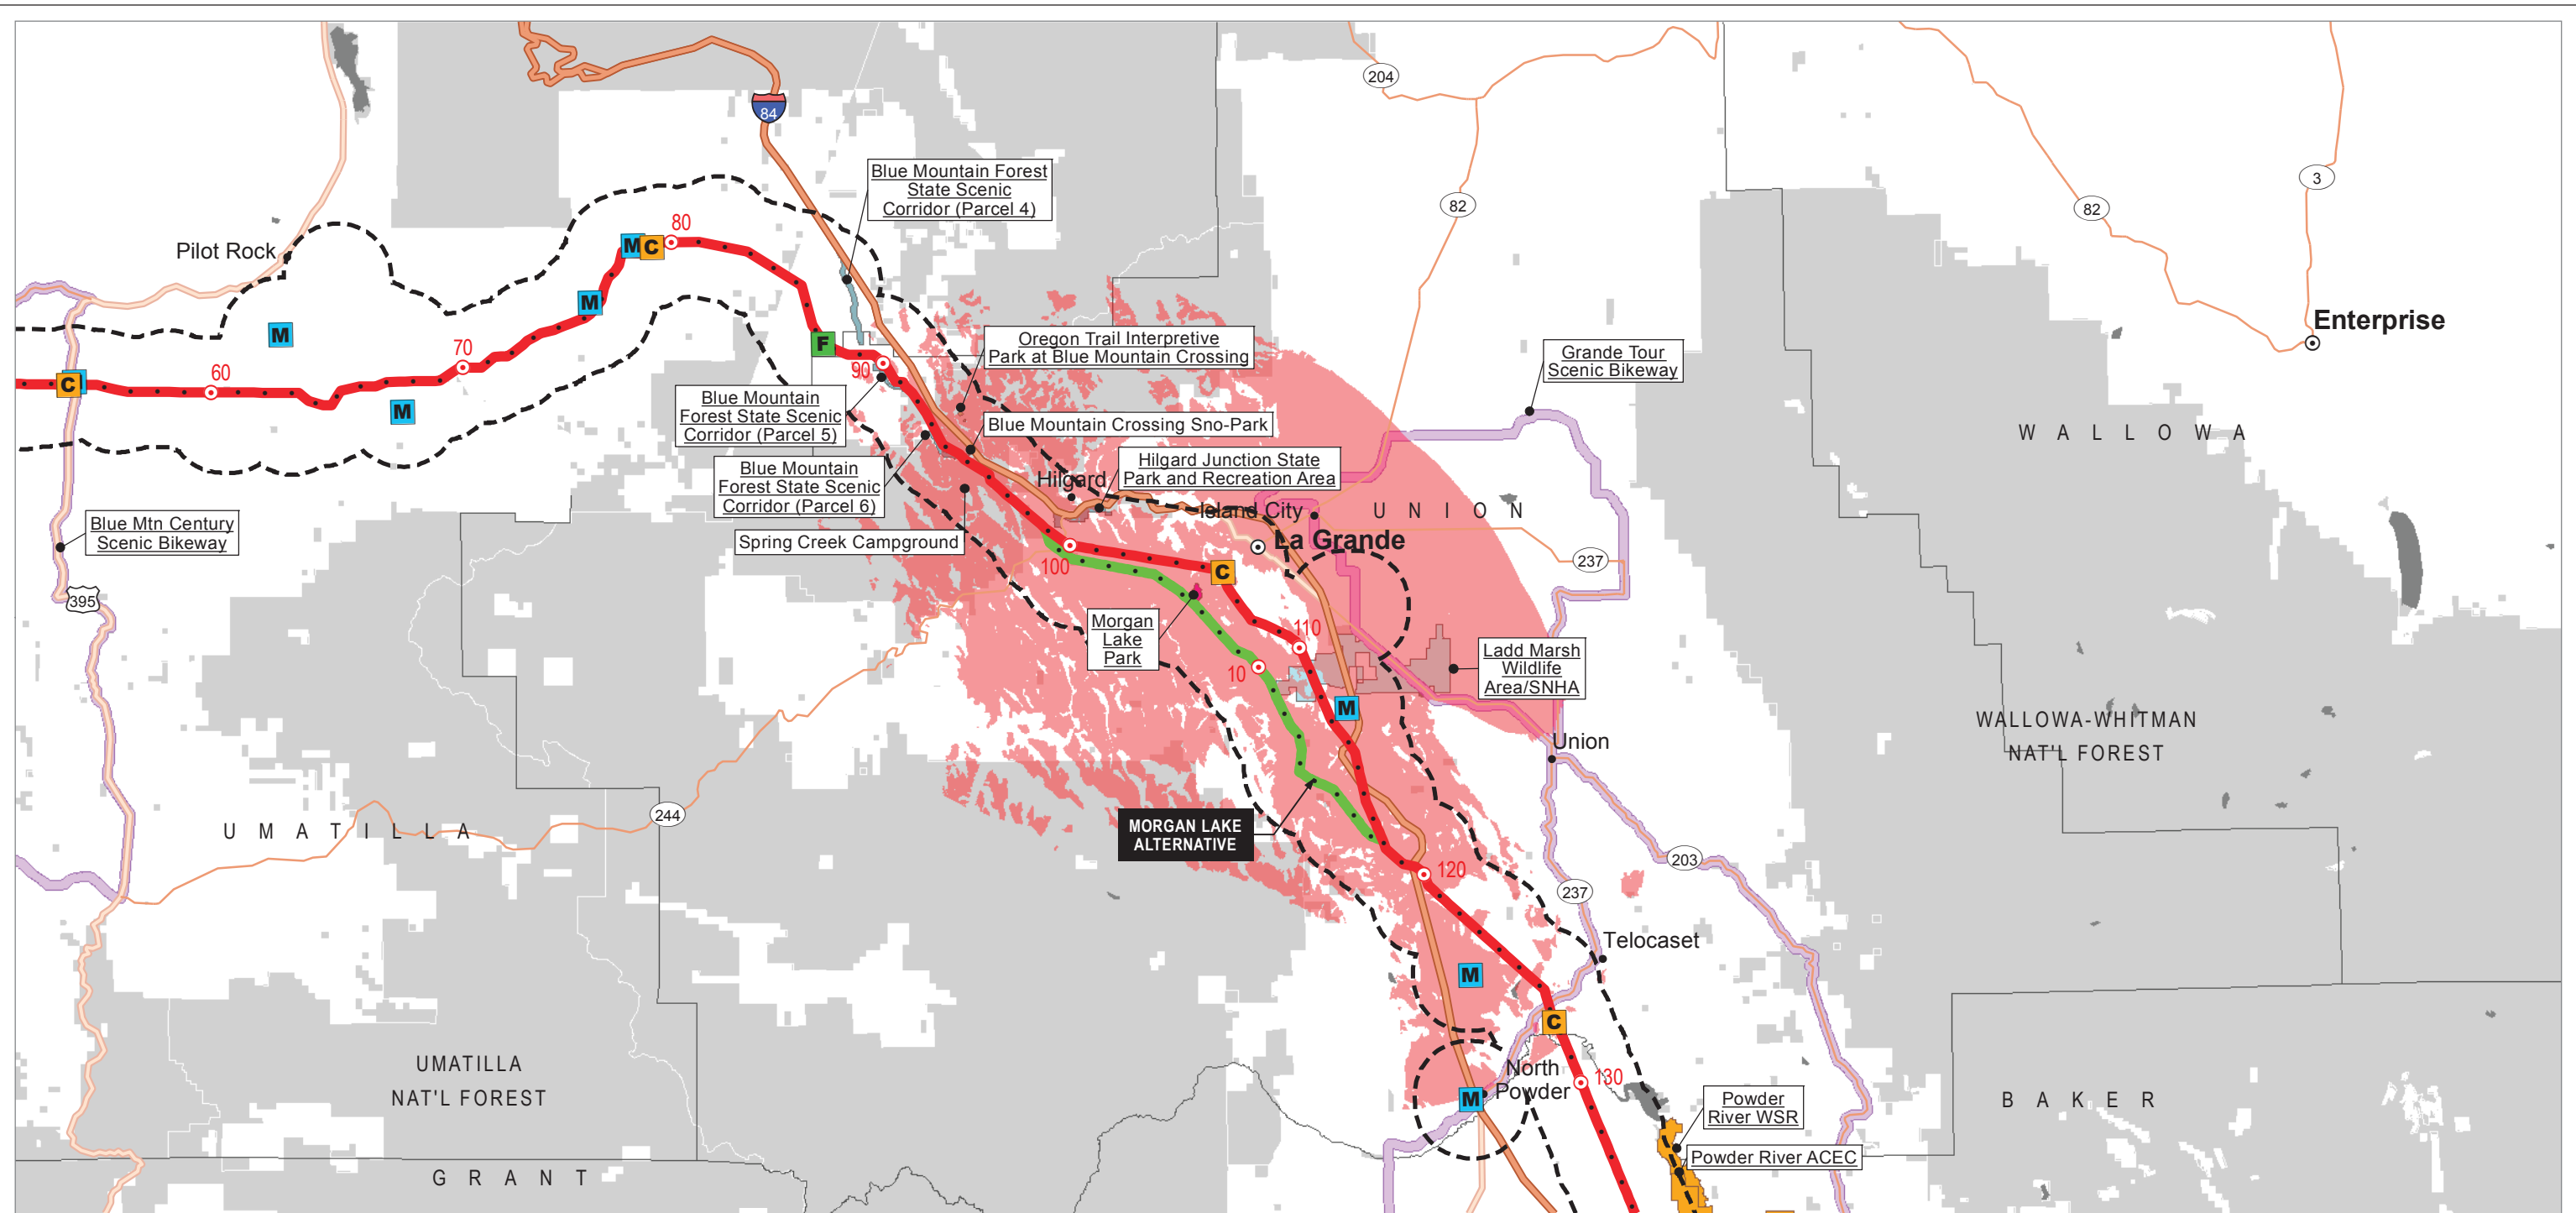 84
204
82
3
82
Blue Mountain Forest
State Scenic
Corridor (Parcel 4)
Pilot Rock
M
C
80
M
M
Enterprise
F
Oregon Trail Interpretive
Park at Blue Mountain Crossing
Grande Tour
Scenic Bikeway
C
60
70
90
M
Blue Mountain
Forest State Scenic
Corridor (Parcel 5)
Blue Mountain Crossing Sno-Park
WALLOWA
Blue Mountain
Forest State Scenic
Corridor (Parcel 6)
Hilgard
Hilgard Junction State
Park and Recreation Area
Island City
UNION
Blue Mtn Century
Scenic Bikeway
Spring Creek Campground
La Grande
237
100
C
395
Morgan
Lake
Park
110
10
Ladd Marsh
Wildlife
Area/SNHA
M
WALLOWA-WHITMAN
NAT'L FOREST
Union
244
UMATILLA
MORGAN LAKE
ALTERNATIVE
120
203
237
Telocaset
M
C
UMATILLA
NAT'L FOREST
North
Powder
M
130
Powder
River WSR
BAKER
Powder River ACEC
GRANT